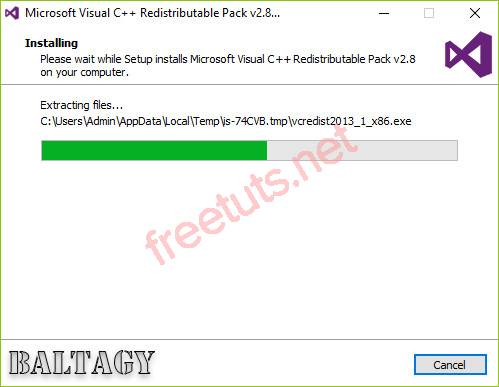 Microsoft Visual C++ Redistributable Pack v2.8...
Installing
Please wait while Setup installs Microsoft Visual C++ Redistributable Pack v2.8
on your computer.
Extracting files...
C:\Users\Admin\AppData\Local\Temp\is-74CVB.tmp\vcredist2013_1_x86.exe
freetuts.net
BALTAGY
Cancel